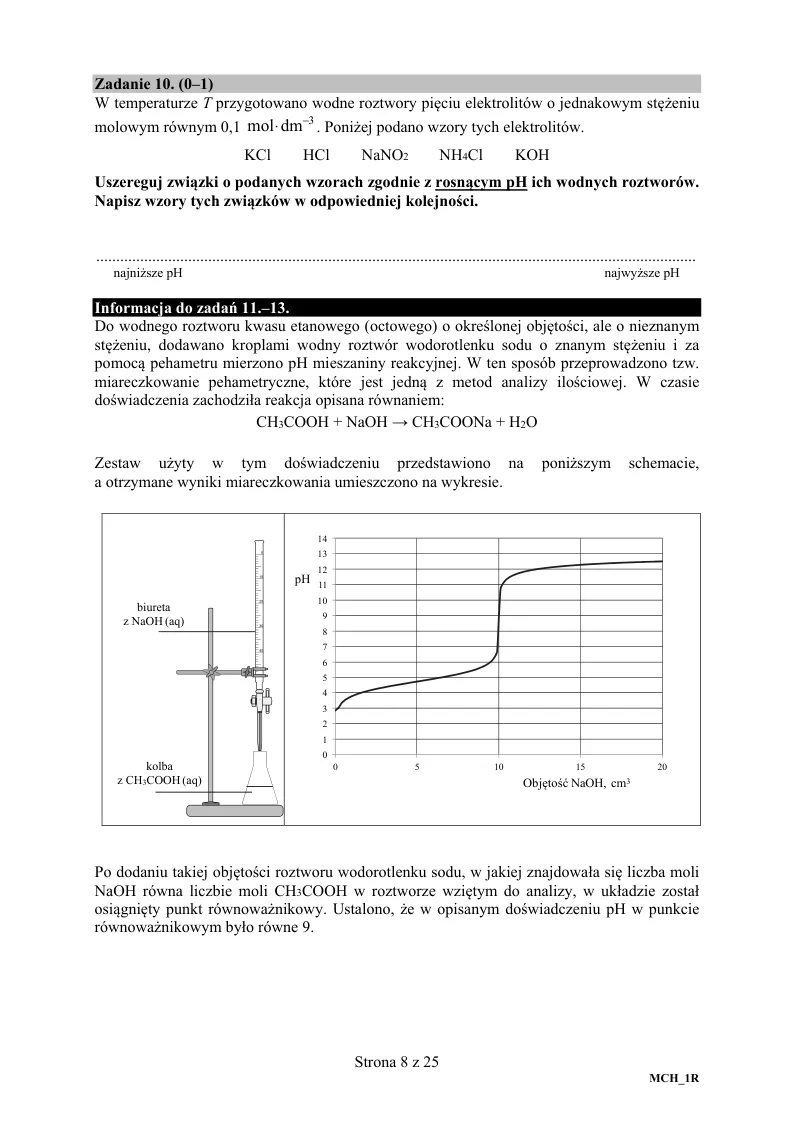 Zadanie 10. (0–1)
W temperaturze T przygotowano wodne roztwory pięciu elektrolitów o jednakowym stężeniu
molowym równym 0,1 mol·dm⁻³. Poniżej podano wzory tych elektrolitów.
KCl HCl NaNO₂ NH₄Cl KOH
Uszereguj związki o podanych wzorach zgodnie z rosnącym pH ich wodnych roztworów.
Napisz wzory tych związków w odpowiedniej kolejności.
najniższe pH najwyższe pH
Informacja do zadań 11.–13.
Do wodnego roztworu kwasu etanowego (octowego) o określonej objętości, ale o nieznanym
stężeniu, dodawano kroplami wodny roztwór wodorotlenku sodu o znanym stężeniu i za
pomocą pehametru mierzono pH mieszaniny reakcyjnej. W ten sposób przeprowadzono tzw.
miareczkowanie pehametryczne, które jest jedną z metod analizy ilościowej. W czasie
doświadczenia zachodziła reakcja opisana równaniem:
CH₃COOH + NaOH → CH₃COONa + H₂O
Zestaw użyty w tym doświadczeniu przedstawiono na poniższym schemacie,
a otrzymane wyniki miareczkowania umieszczono na wykresie.
biureta
z NaOH (aq)
kolba
z CH₃COOH (aq)
pH
14
13
12
11
10
9
8
7
6
5
4
3
2
1
0
0 5 10 15 20
Objętość NaOH, cm³
Po dodaniu takiej objętości roztworu wodorotlenku sodu, w jakiej znajdowała się liczba moli
NaOH równa liczbie moli CH₃COOH w roztworze wziętym do analizy, w układzie został
osiągnięty punkt równoważnikowy. Ustalono, że w opisanym doświadczeniu pH w punkcie
równoważnikowym było równe 9.
Strona 8 z 25
MCH_1R